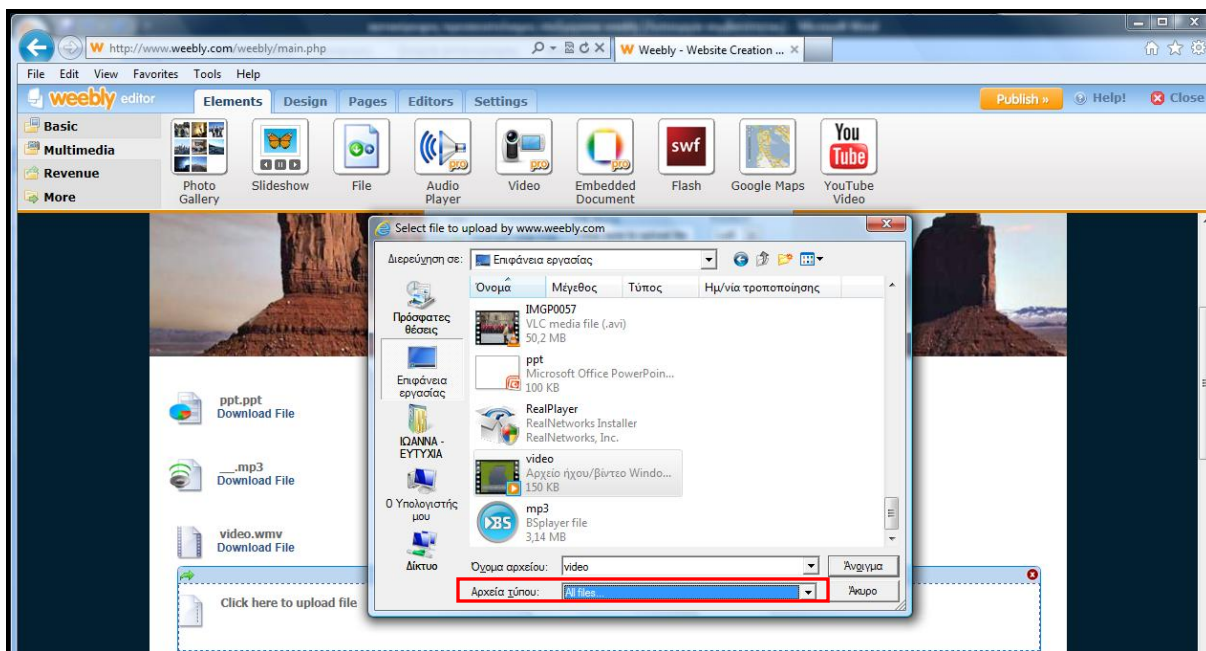 http://www.weebly.com/weebly/main.php
Weebly - Website Creation ...
File Edit View Favorites Tools Help
weebly editor
Elements Design Pages Editors Settings
Publish »
Help!
Close
Basic
Multimedia
Revenue
More
Photo Gallery
Slideshow
File
pro
Audio Player
pro
Video
pro
Embedded Document
swf
Flash
Google Maps
You Tube
YouTube Video
Select file to upload by www.weebly.com
Διερεύνηση σε:
Επιφάνεια εργασίας
Όνομα Μέγεθος Τύπος Ημ/νία τροποποίησης
Πρόσφατες θέσεις
Επιφάνεια εργασίας
ΙΩΑΝΝΑ - ΕΥΤΥΧΙΑ
Ο Υπολογιστής μου
Δίκτυο
IMGP0057
VLC media file (.avi)
50,2 MB
ppt
Microsoft Office PowerPoin...
100 KB
RealPlayer
RealNetworks Installer
RealNetworks, Inc.
video
Αρχείο ήχου/βίντεο Windo...
150 KB
BS
mp3
BSplayer file
3,14 MB
Όνομα αρχείου:
video
Άνοιγμα
Αρχεία τύπου:
All files...
Άκυρο
ppt.ppt
Download File
__.mp3
Download File
video.wmv
Download File
Click here to upload file